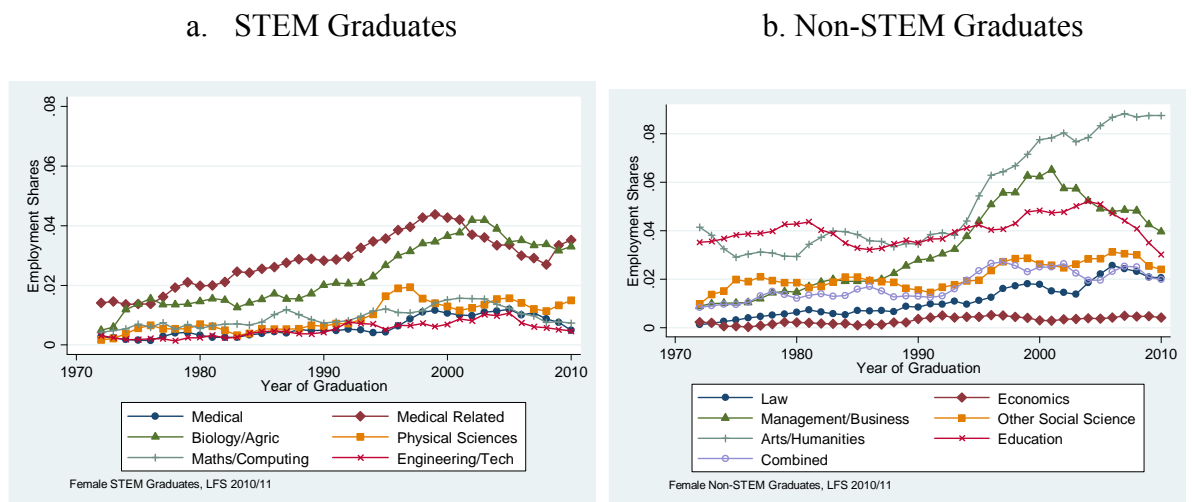 a. STEM Graduates
b. Non-STEM Graduates
Employment Shares
.08
.06
.04
.02
0
1970 1980 1990 2000 2010
Year of Graduation
Medical Medical Related
Biology/Agric Physical Sciences
Maths/Computing Engineering/Tech
Female STEM Graduates, LFS 2010/11
Employment Shares
.08
.06
.04
.02
0
1970 1980 1990 2000 2010
Year of Graduation
Law Economics
Management/Business Other Social Science
Arts/Humanities Education
Combined
Female Non-STEM Graduates, LFS 2010/11